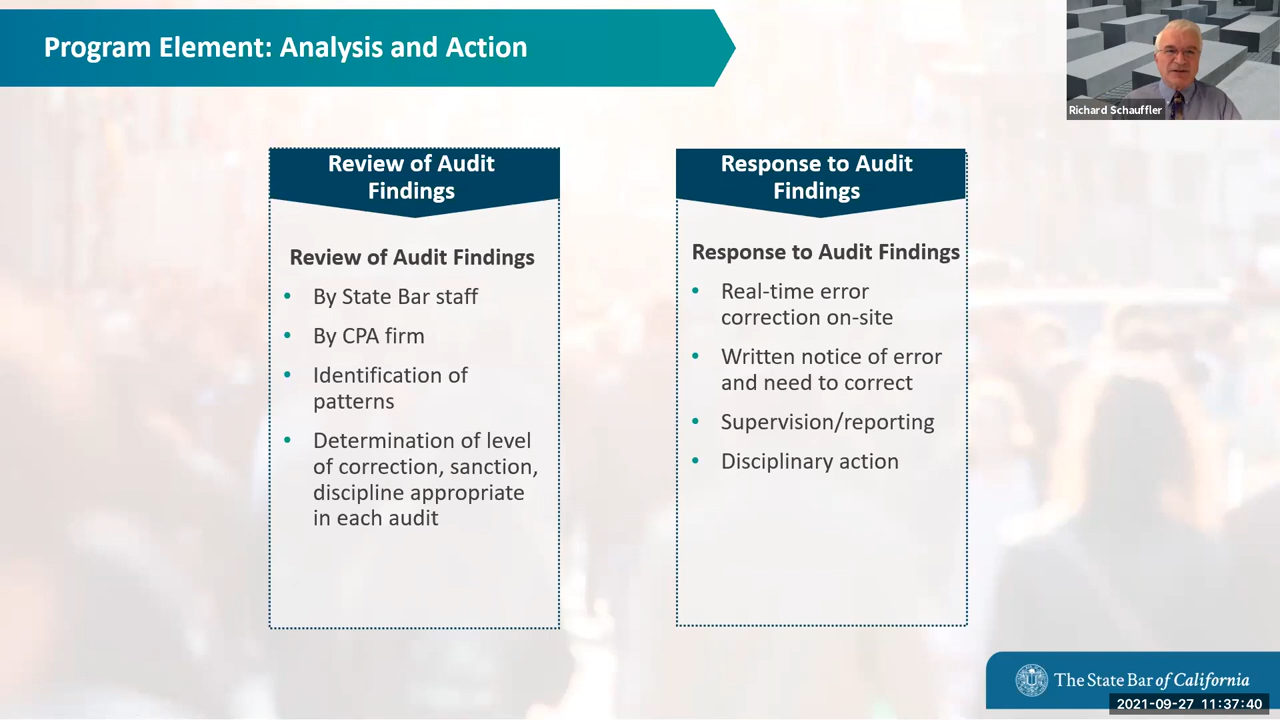 Program Element: Analysis and Action
Richard Schauffler
Review of Audit
Findings
Review of Audit Findings
• By State Bar staff
• By CPA firm
• Identification of
patterns
• Determination of level
of correction, sanction,
discipline appropriate
in each audit
Response to Audit
Findings
Response to Audit Findings
• Real-time error
correction on-site
• Written notice of error
and need to correct
• Supervision/reporting
• Disciplinary action
The State Bar of California
2021-09-27 11:37:40